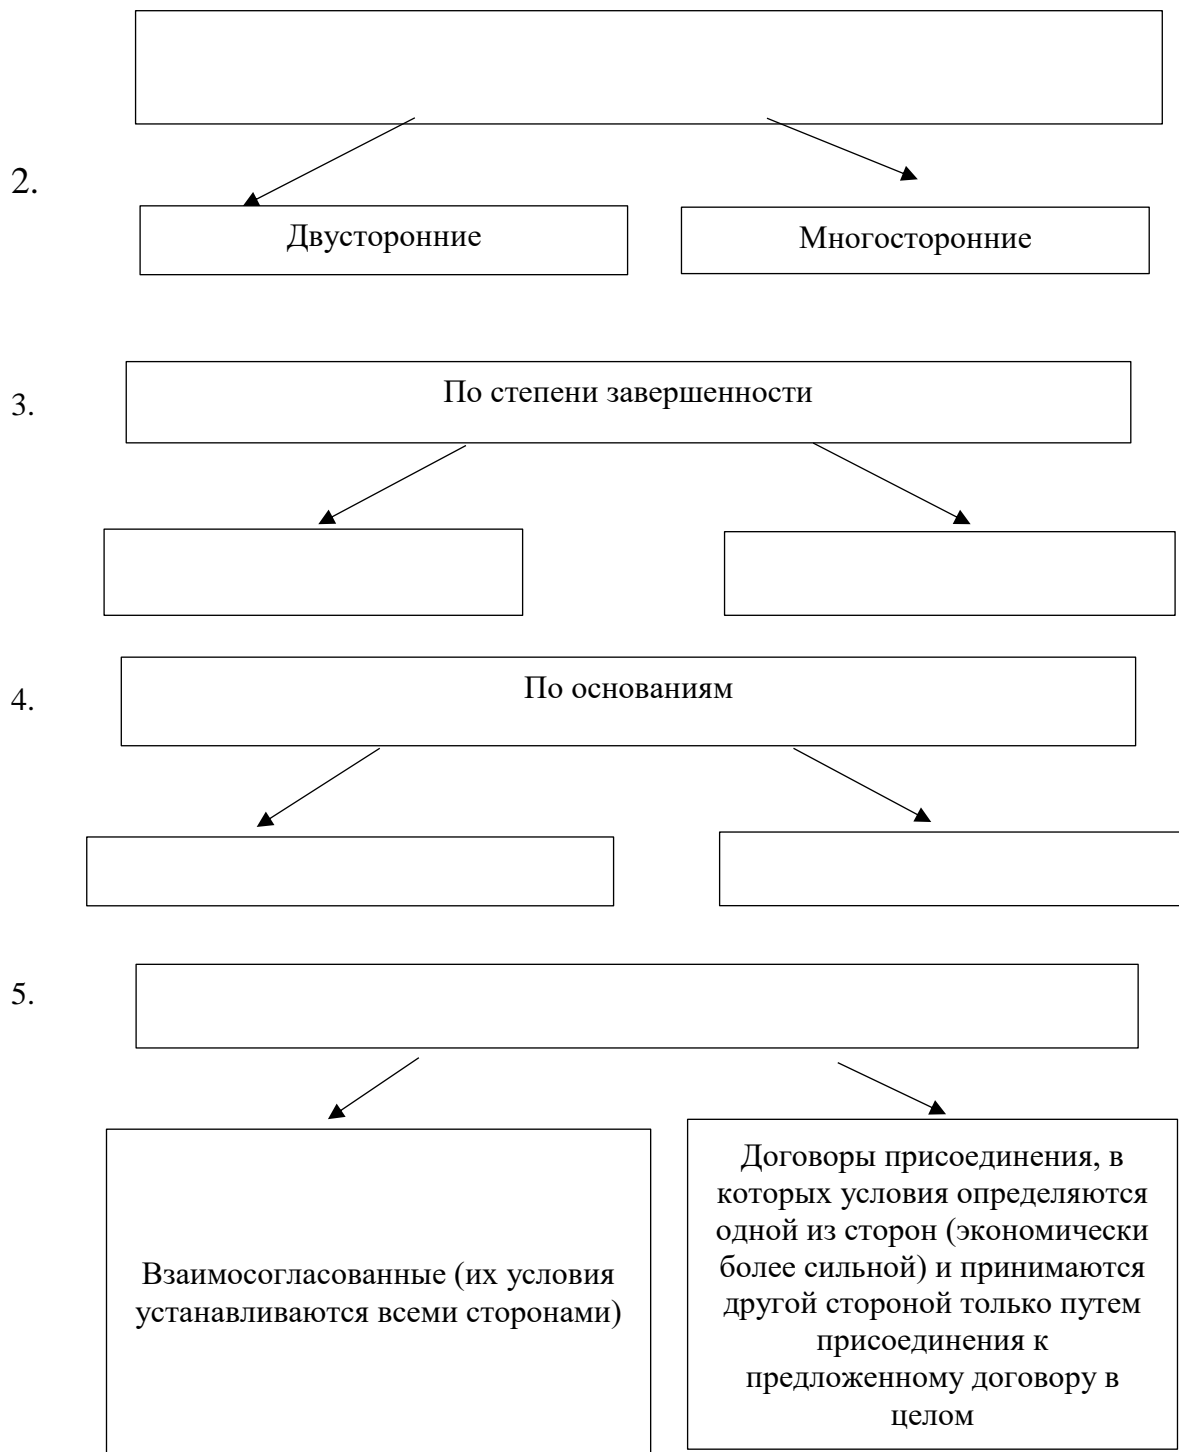 2.
Двусторонние
Многосторонние
3.
По степени завершенности
4.
По основаниям
5.
Взаимосогласованные (их условия
устанавливаются всеми сторонами)
Договоры присоединения, в
которых условия определяются
одной из сторон (экономически
более сильной) и принимаются
другой стороной только путем
присоединения к
предложенному договору в
целом